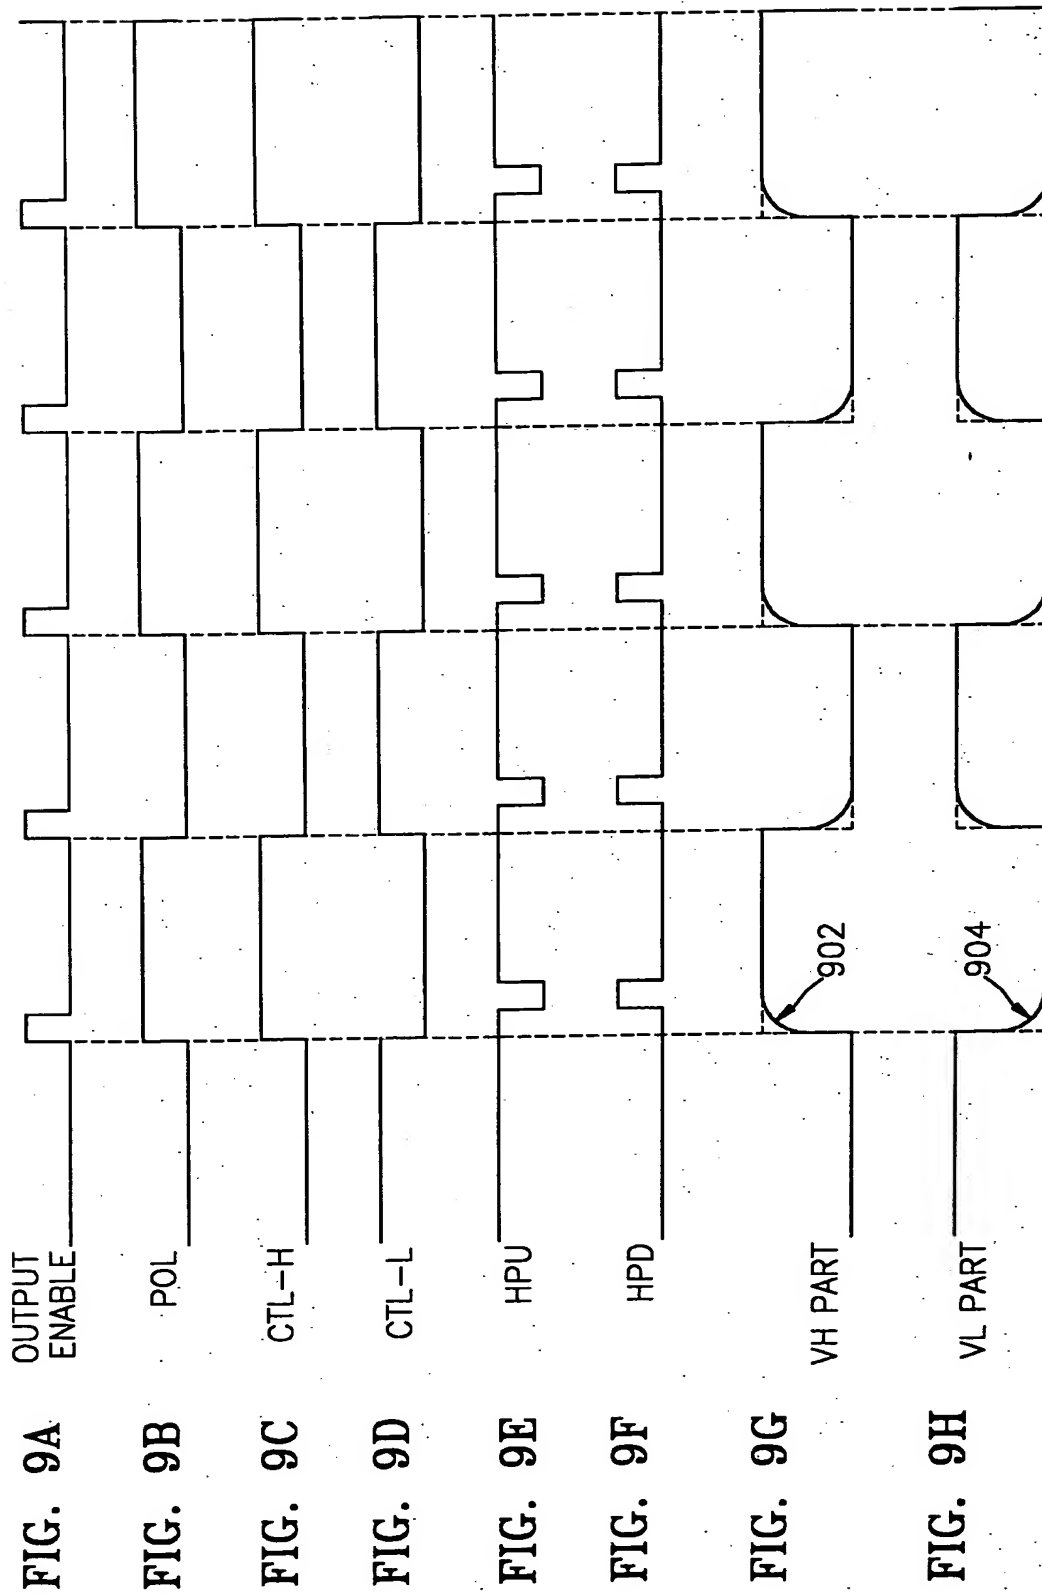 FIG. 9A OUTPUT
ENABLE
FIG. 9B POL
FIG. 9C CTL-H
FIG. 9D CTL-L
FIG. 9E HPU
FIG. 9F HPD
FIG. 9G VH PART
902
FIG. 9H VL PART
904